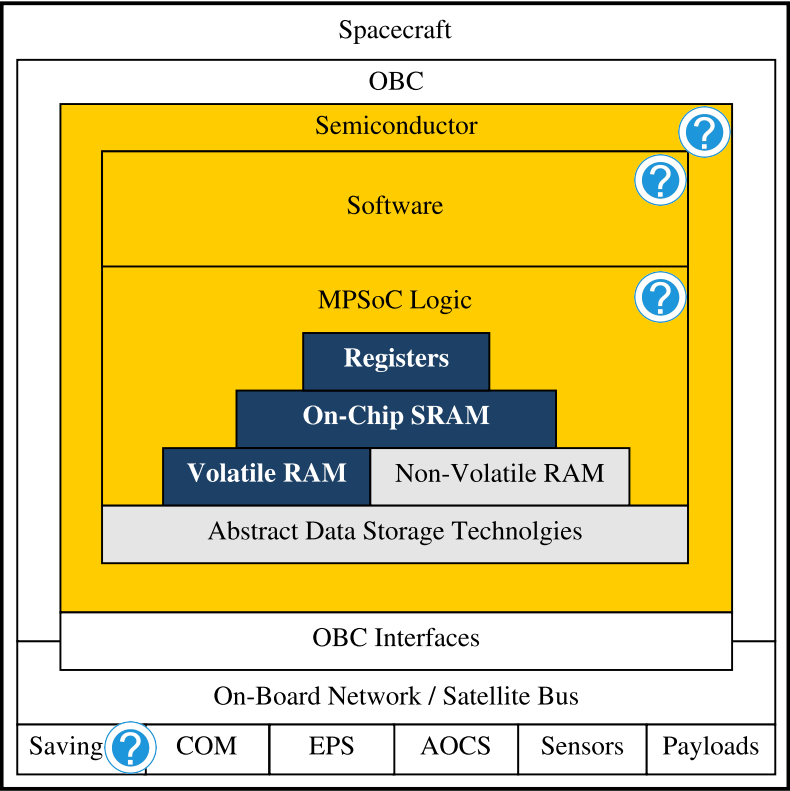 Spacecraft
OBC
Semiconductor
?
Software
?
MPSoC Logic
?
Registers
On-Chip SRAM
Volatile RAM
Non-Volatile RAM
Abstract Data Storage Technolgies
OBC Interfaces
On-Board Network / Satellite Bus
Saving
?
COM
EPS
AOCS
Sensors
Payloads